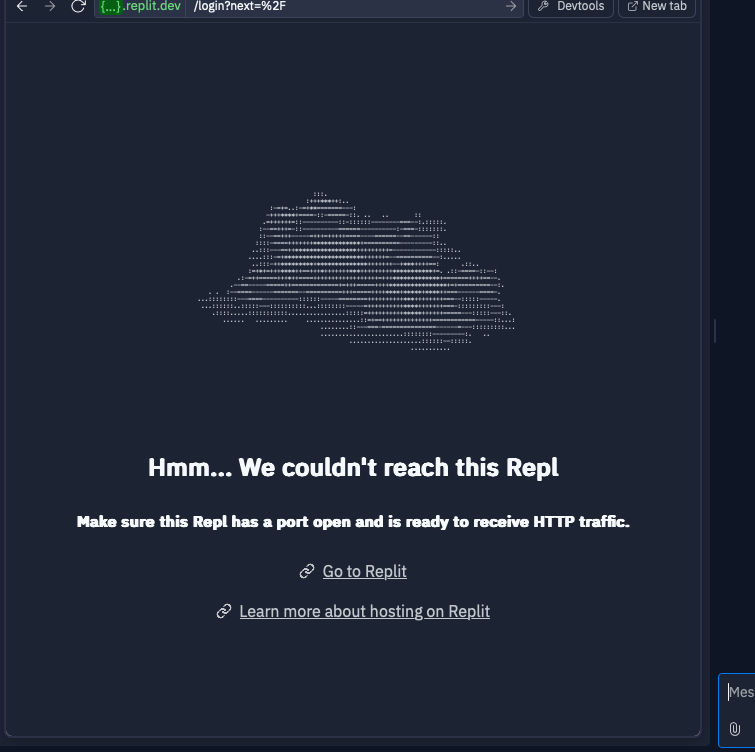 {...}.replit.dev /login?next=%2F Devtools New tab
Hmm... We couldn't reach this Repl
Make sure this Repl has a port open and is ready to receive HTTP traffic.
Go to Replit
Learn more about hosting on Replit
Mes